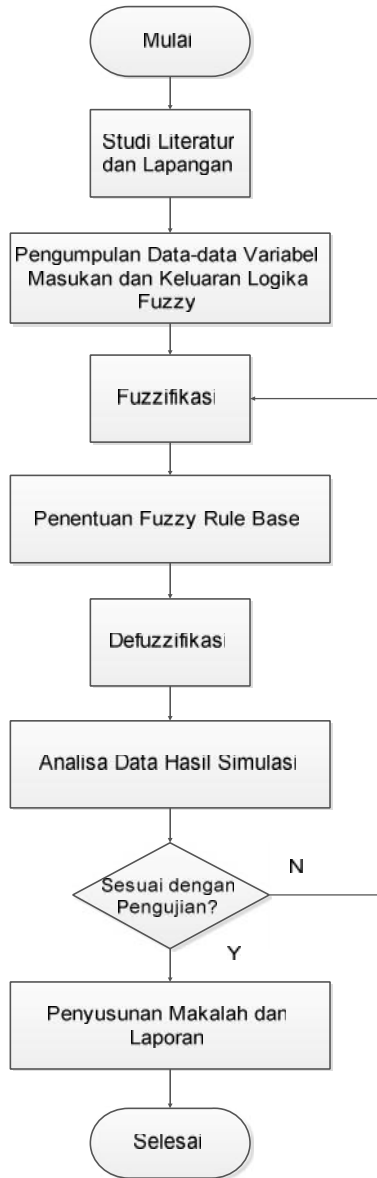 Mulai
Studi Literatur
dan Lapangan
Pengumpulan Data-data Variabel
Masukan dan Keluaran Logika
Fuzzy
Fuzzifikasi
Penentuan Fuzzy Rule Base
Defuzzifikasi
Analisa Data Hasil Simulasi
Sesuai dengan
Pengujian?
N
Y
Penyusunan Makalah dan
Laporan
Selesai